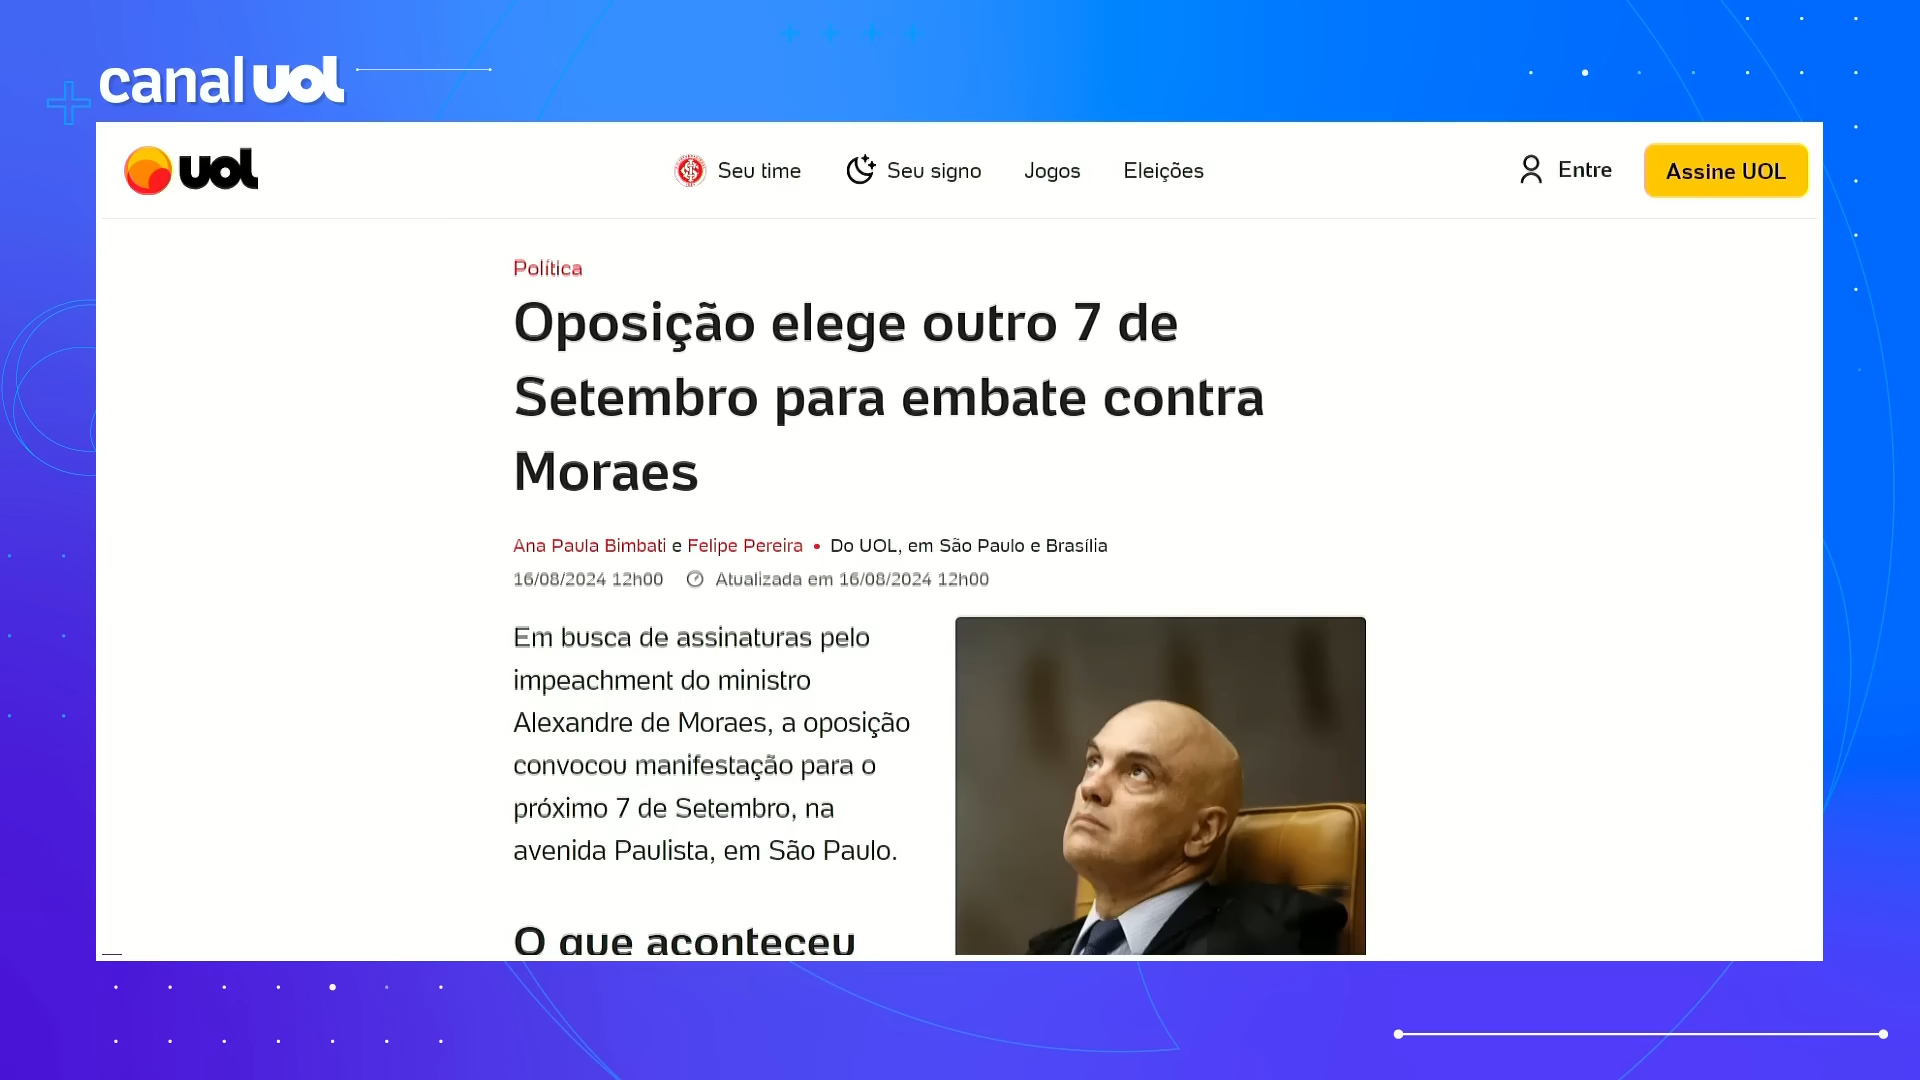 canal uol
uol
Seu time
Seu signo
Jogos
Eleições
Entre
Assine UOL
Política
Oposição elege outro 7 de
Setembro para embate contra
Moraes
Ana Paula Bimbati e Felipe Pereira • Do UOL, em São Paulo e Brasília
16/08/2024 12h00 Atualizada em 16/08/2024 12h00
Em busca de assinaturas pelo
impeachment do ministro
Alexandre de Moraes, a oposição
convocou manifestação para o
próximo 7 de Setembro, na
avenida Paulista, em São Paulo.
O que aconteceu